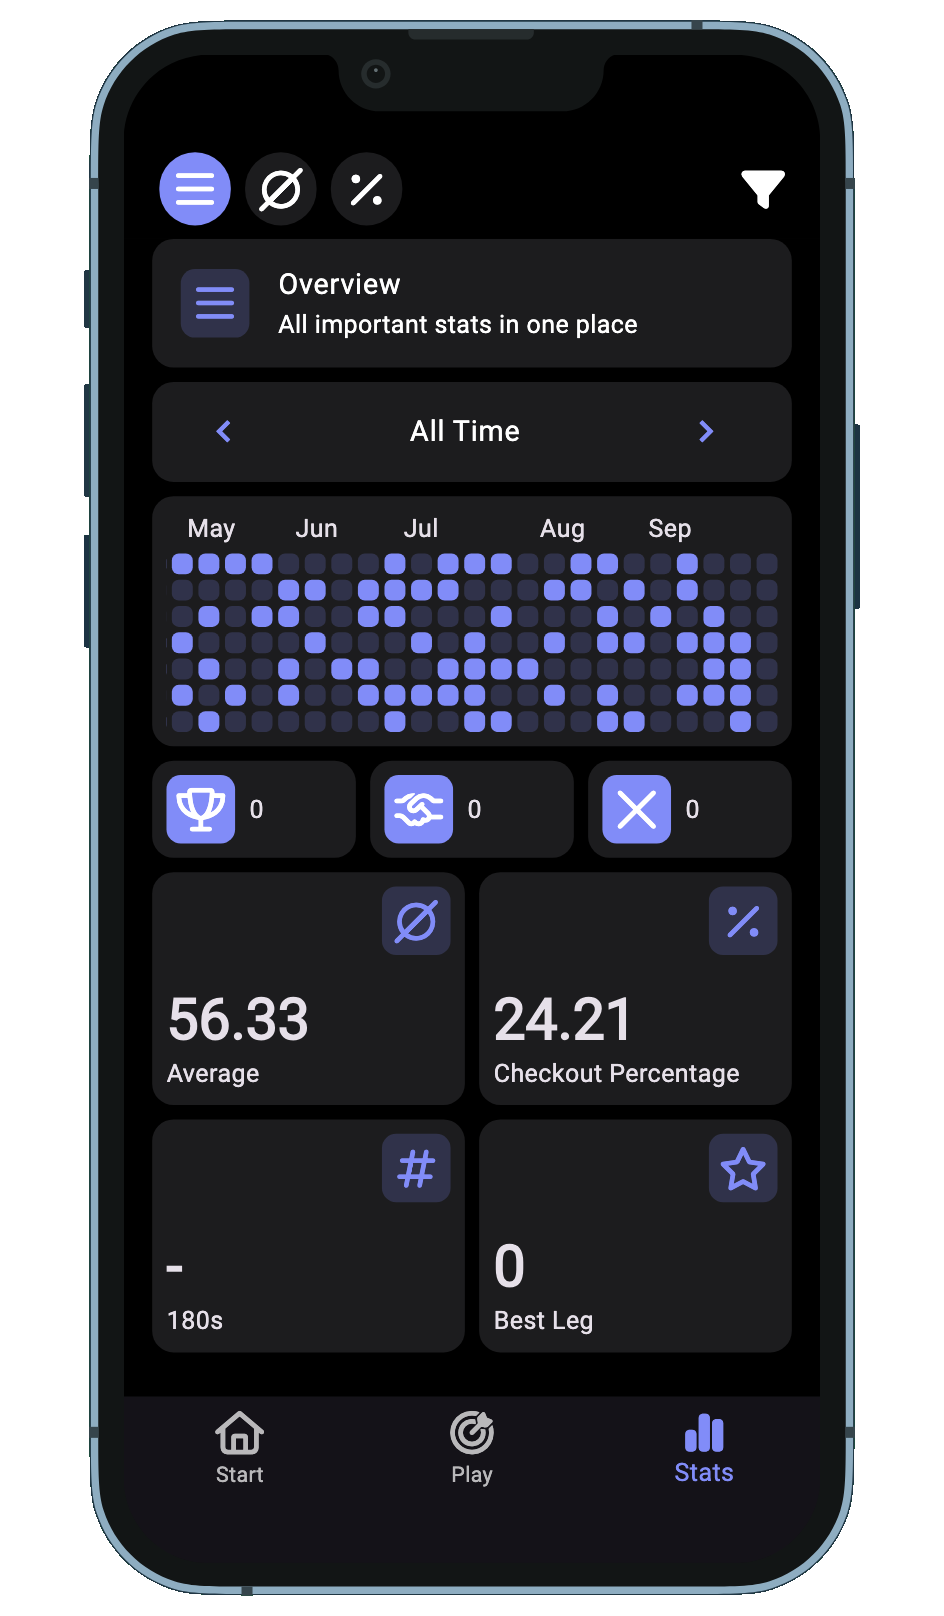 Overview
All important stats in one place
All Time
May Jun Jul Aug Sep
0 0 0
56.33 24.21
Average Checkout Percentage
- 0
180s Best Leg
Start Play Stats